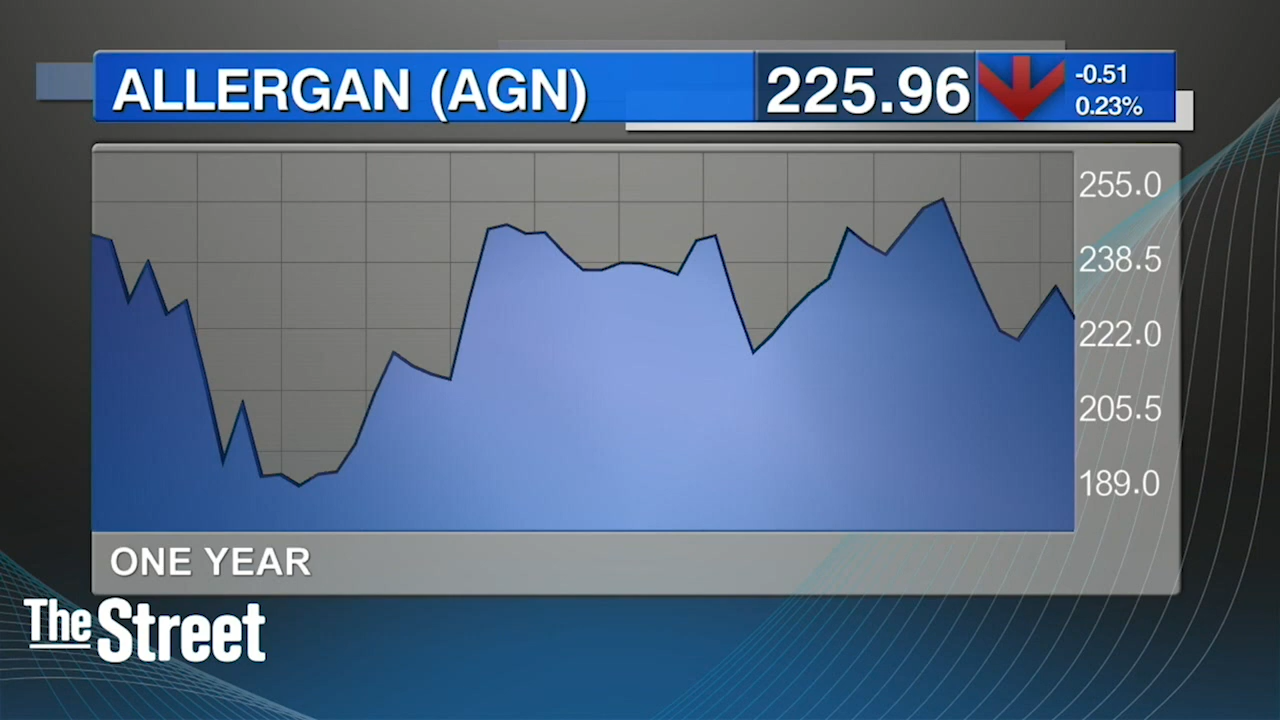 ALLERGAN (AGN)
225.96
-0.51
0.23%
255.0
238.5
222.0
205.5
189.0
ONE YEAR
The Street